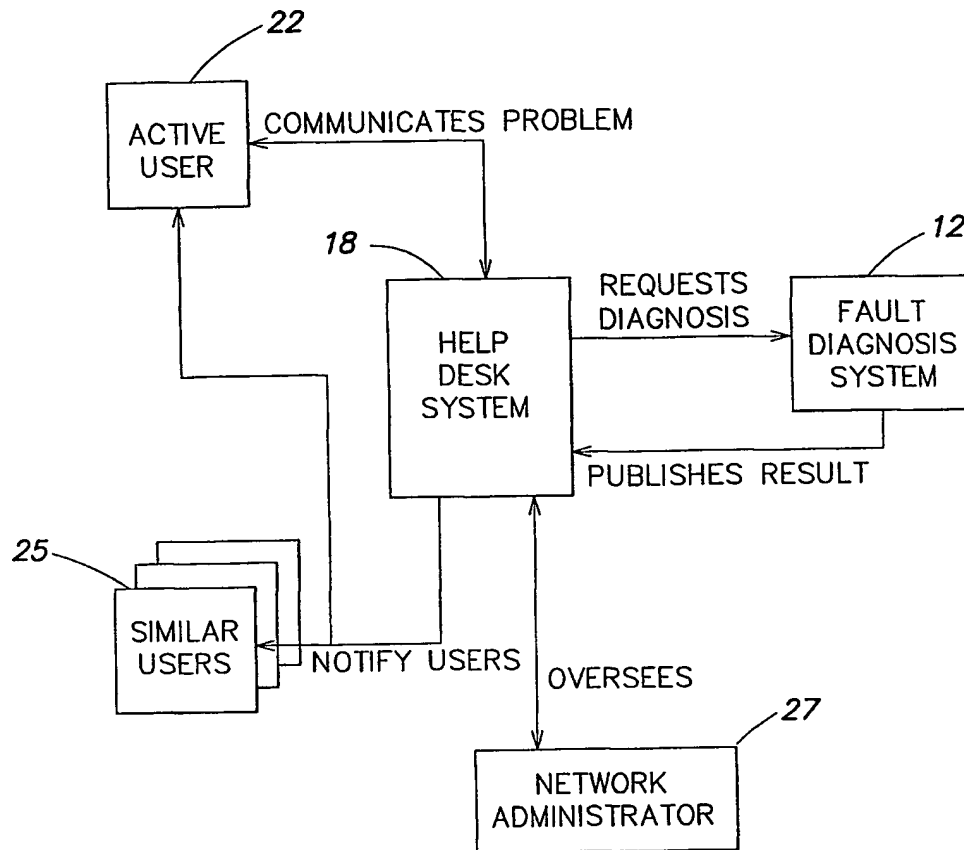 22
ACTIVE
USER
COMMUNICATES PROBLEM
18
HELP
DESK
SYSTEM
REQUESTS
DIAGNOSIS
12
FAULT
DIAGNOSIS
SYSTEM
PUBLISHES RESULT
25
SIMILAR
USERS
NOTIFY USERS
OVERSEES
27
NETWORK
ADMINISTRATOR